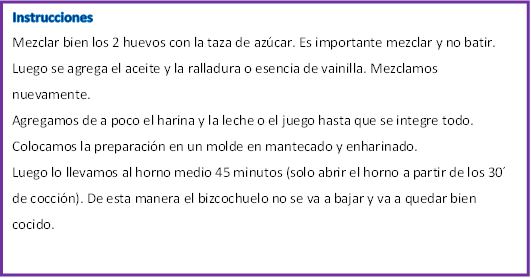 Instrucciones
Mezclar bien los 2 huevos con la taza de azúcar. Es importante mezclar y no batir.
Luego se agrega el aceite y la ralladura o esencia de vainilla. Mezclamos
nuevamente.
Agregamos de a poco el harina y la leche o el juego hasta que se integre todo.
Colocamos la preparación en un molde en mantecado y enharinado.
Luego lo llevamos al horno medio 45 minutos (solo abrir el horno a partir de los 30´
de cocción). De esta manera el bizcochuelo no se va a bajar y va a quedar bien
cocido.